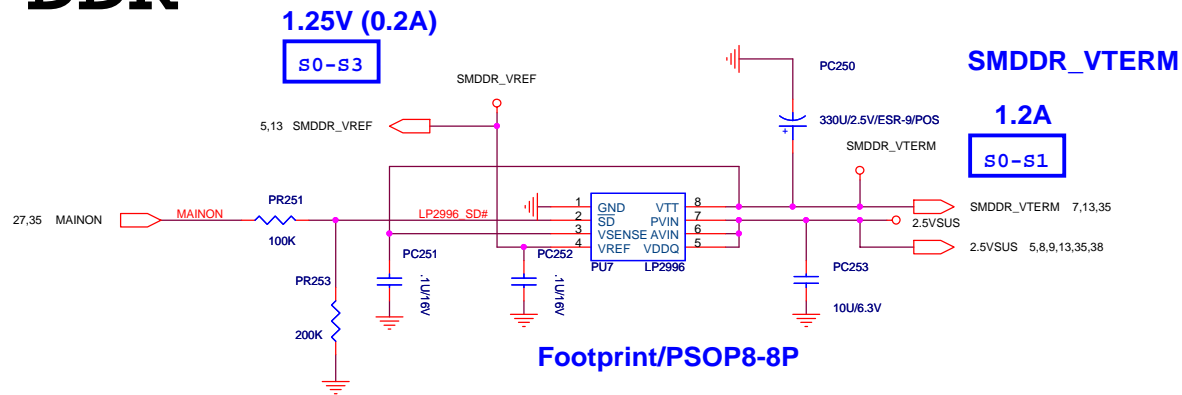 DDR
1.25V (0.2A)
S0-S3
SMDDR_VREF
PC250
SMDDR_VTERM
5,13 SMDDR_VREF
330U/2.5V/ESR-9/POS
+
1.2A
SMDDR_VTERM
S0-S1
PR251
27,35 MAINON
MAINON
LP2996_SD#
100K
1 GND VTT 8
2 SD PVIN 7
3 VSENSE AVIN 6
4 VREF VDDQ 5
SMDDR_VTERM 7,13,35
2.5VSUS
2.5VSUS 5,8,9,13,35,38
PC251
PC252
PU7 LP2996
PC253
PR253
.1U/16V
.1U/16V
10U/6.3V
200K
Footprint/PSOP8-8P